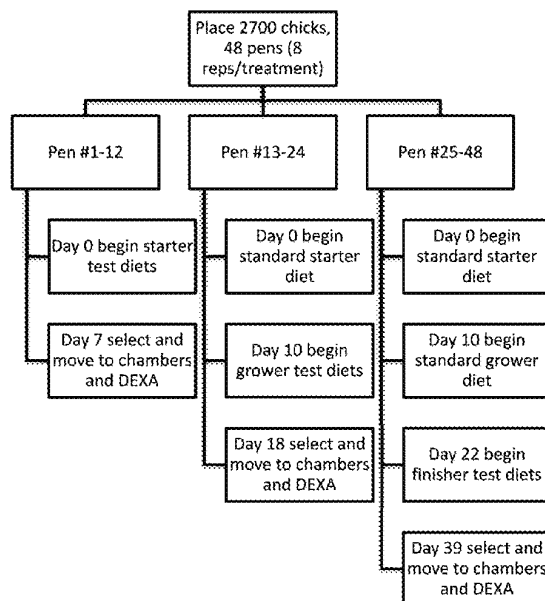 Place 2700 chicks,
48 pens (8
reps/treatment)
Pen #1-12
Pen #13-24
Pen #25-48
Day 0 begin starter
test diets
Day 7 select and
move to chambers
and DEXA
Day 0 begin
standard starter
diet
Day 10 begin
grower test diets
Day 18 select and
move to chambers
and DEXA
Day 0 begin
standard starter
diet
Day 10 begin
standard grower
diet
Day 22 begin
finisher test diets
Day 39 select and
move to chambers
and DEXA